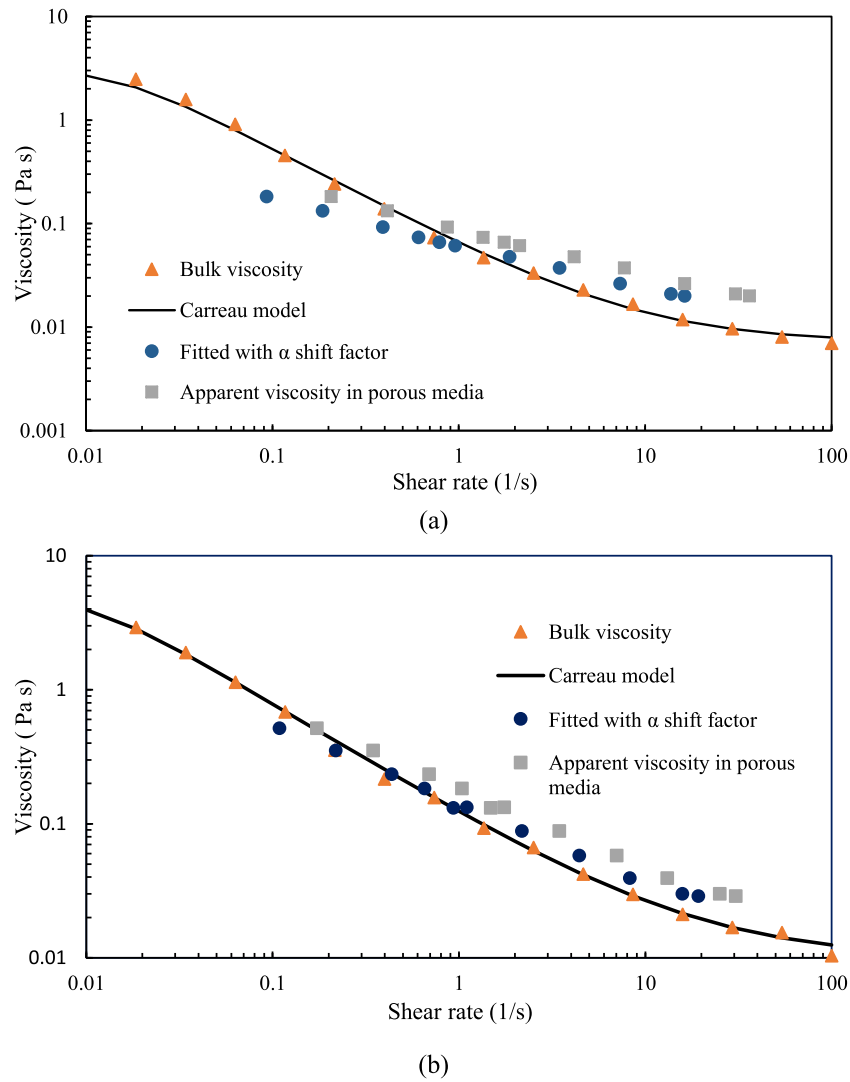 10
1
0.1
0.01
0.001
Viscosity ( Pa s)
Bulk viscosity
Carreau model
Fitted with α shift factor
Apparent viscosity in porous media
0.01 0.1 1 10 100
Shear rate (1/s)
(a)
10
1
0.1
0.01
Viscosity ( Pa s)
Bulk viscosity
Carreau model
Fitted with α shift factor
Apparent viscosity in porous
media
0.01 0.1 1 10 100
Shear rate (1/s)
(b)